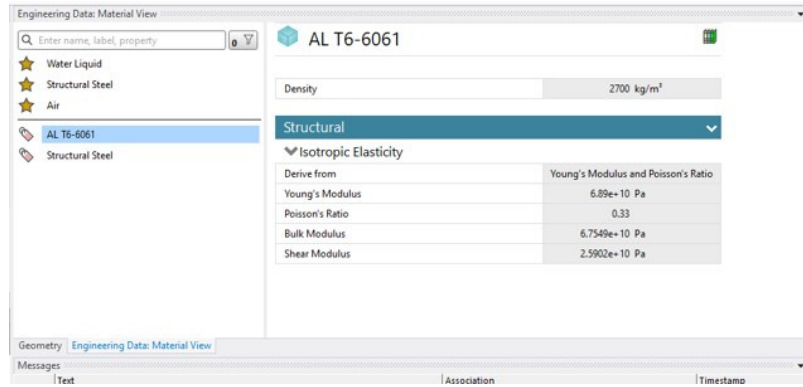 Engineering Data: Material View
Enter name, label, property
0
Water Liquid
Structural Steel
Air
AL T6-6061
Structural Steel
AL T6-6061
Density 2700 kg/m³
Structural
Isotropic Elasticity
Derive from Young's Modulus and Poisson's Ratio
Young's Modulus 6.89e+10 Pa
Poisson's Ratio 0.33
Bulk Modulus 6.7549e+10 Pa
Shear Modulus 2.5902e+10 Pa
Geometry Engineering Data: Material View
Messages
Text Association Timestamp